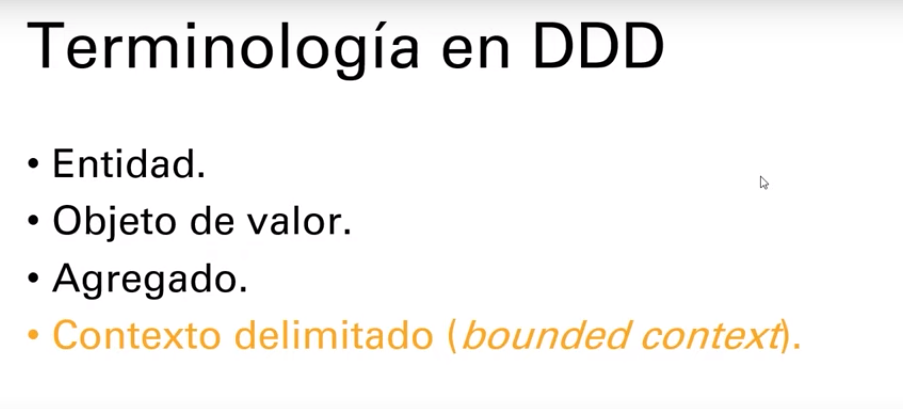 Terminología en DDD
• Entidad.
• Objeto de valor.
• Agregado.
• Contexto delimitado (bounded context).